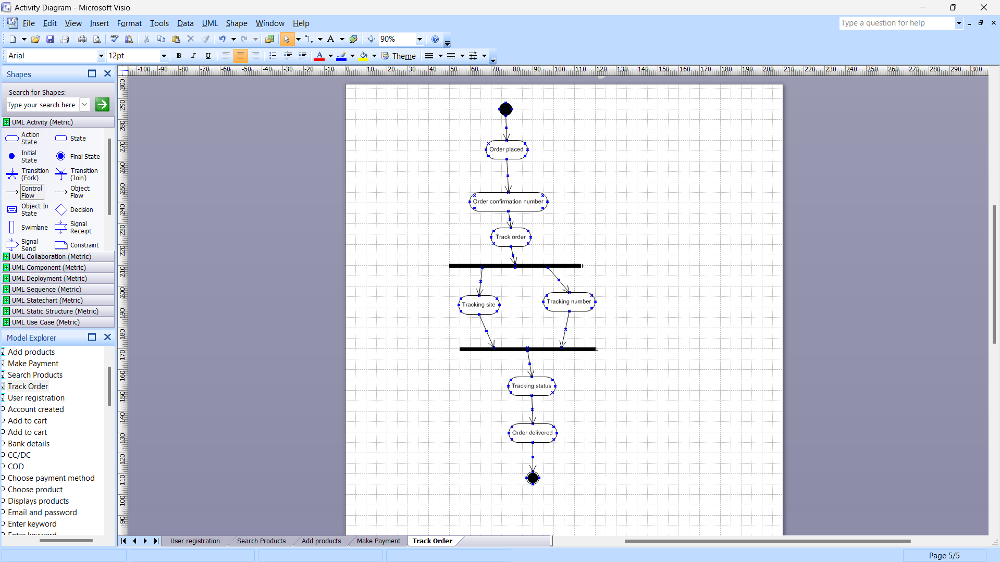 Activity Diagram - Microsoft Visio
File Edit View Insert Format Tools Data UML Shape Window Help
Type a question for help
90%
Arial 12pt B I U A Theme
Shapes
Search for Shapes:
Type your search here
UML Activity (Metric)
Action State
State
Initial State
Final State
Transition (Fork)
Transition (Join)
Control Flow
Object Flow
Object In State
Decision
Swimlane
Signal Receipt
Signal Send
Constraint
UML Collaboration (Metric)
UML Component (Metric)
UML Deployment (Metric)
UML Sequence (Metric)
UML Statechart (Metric)
UML Static Structure (Metric)
UML Use Case (Metric)
Model Explorer
Add products
Make Payment
Search Products
Track Order
User registration
Account created
Add to cart
Add to cart
Bank details
CC/DC
COD
Choose payment method
Choose product
Displays products
Email and password
Enter keyword
Enter keyword
-100 -90 -80 -70 -60 -50 -40 -30 -20 -10 0 10 20 30 40 50 60 70 80 90 100 110 120 130 140 150 160 170 180 190 200 210 220 230 240 250 260 270 280 290 300
300 290 280 270 260 250 240 230 220 210 200 190 180 170 160 150 140 130 120 110 100 90
Order placed
Order confirmation number
Track order
Tracking site
Tracking number
Tracking status
Order delivered
User registration Search Products Add products Make Payment Track Order
Page 5/5